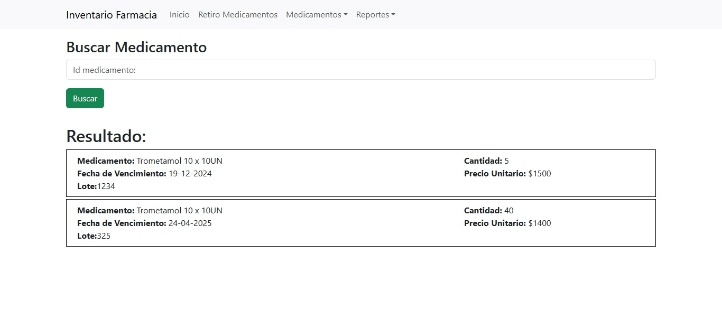 Inventario Farmacia Inicio Retiro Medicamentos Medicamentos Reportes
Buscar Medicamento
Id medicamento:
Buscar
Resultado:
Medicamento: Trometamol 10 x 10UN Cantidad: 5
Fecha de Vencimiento: 19-12-2024 Precio Unitario: $1500
Lote:1234
Medicamento: Trometamol 10 x 10UN Cantidad: 40
Fecha de Vencimiento: 24-04-2025 Precio Unitario: $1400
Lote:325